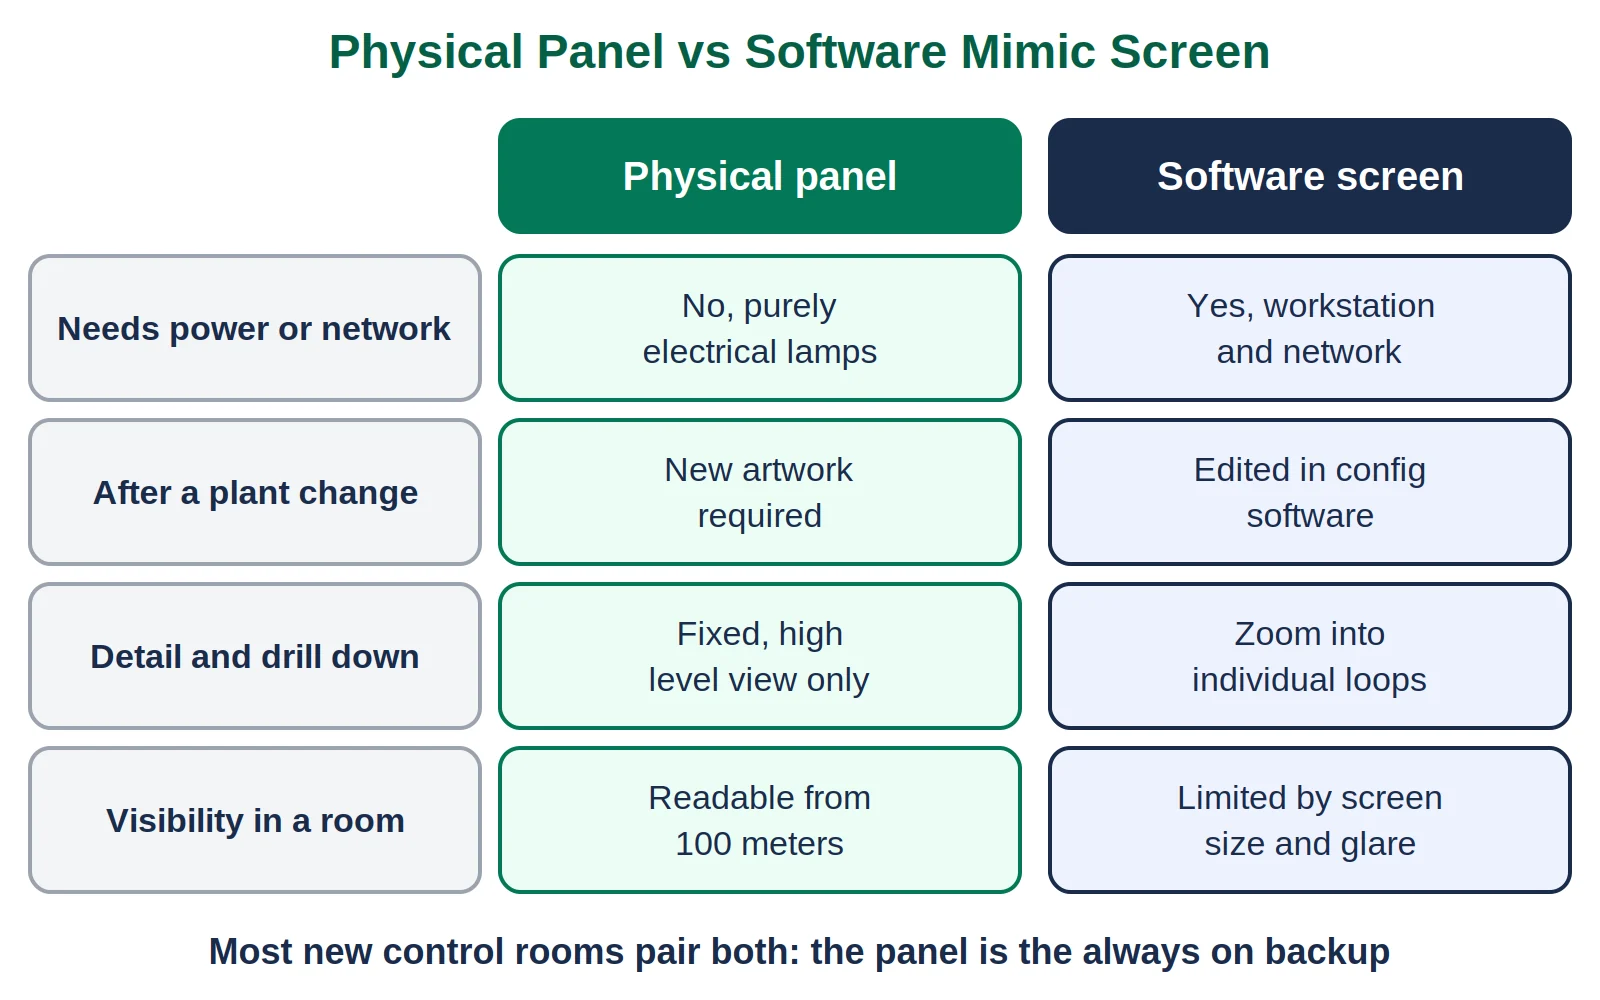 Physical Panel vs Software Mimic Screen
Physical panel
Software screen
Needs power or network
No, purely
electrical lamps
Yes, workstation
and network
After a plant change
New artwork
required
Edited in config
software
Detail and drill down
Fixed, high
level view only
Zoom into
individual loops
Visibility in a room
Readable from
100 meters
Limited by screen
size and glare
Most new control rooms pair both: the panel is the always on backup